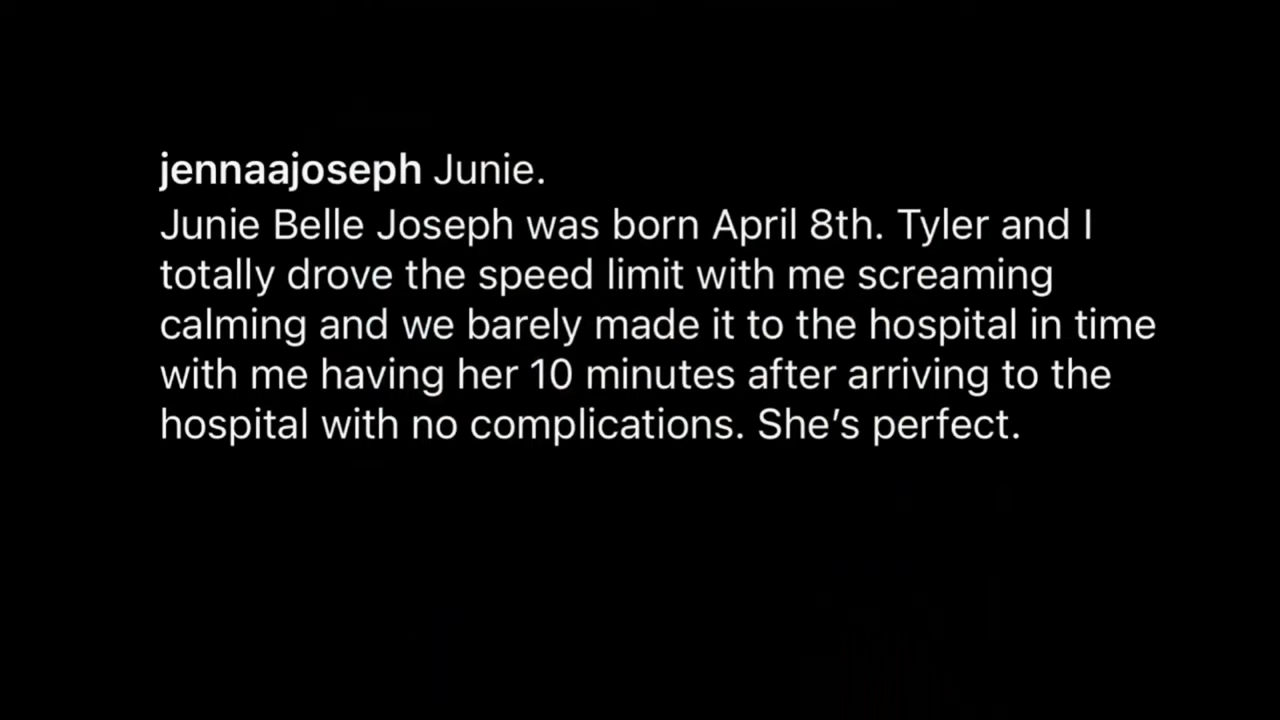 jennaajoseph Junie.
Junie Belle Joseph was born April 8th. Tyler and I
totally drove the speed limit with me screaming
calming and we barely made it to the hospital in time
with me having her 10 minutes after arriving to the
hospital with no complications. She’s perfect.